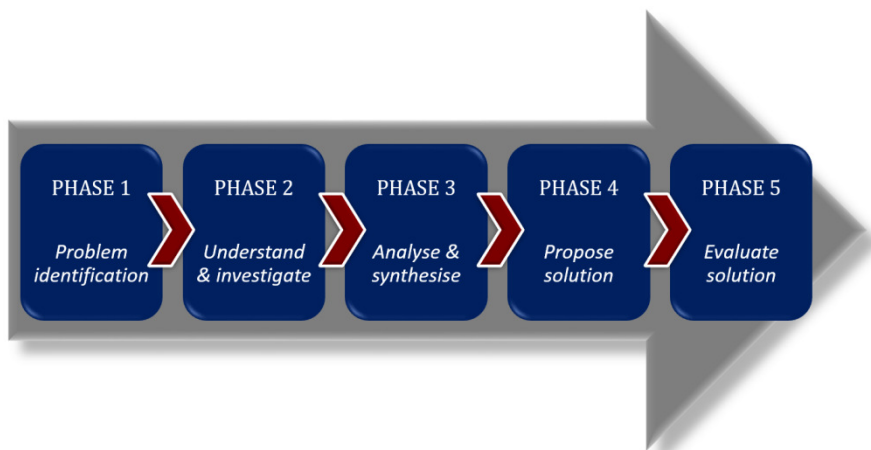 PHASE 1
Problem
identification
PHASE 2
Understand
& investigate
PHASE 3
Analyse &
synthesise
PHASE 4
Propose
solution
PHASE 5
Evaluate
solution